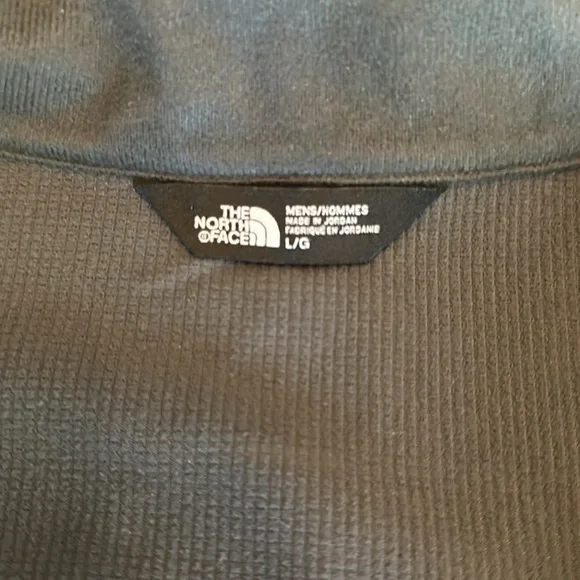 THE
NORTH
FACE
MENS/HOMMES
MADE IN JORDAN
FABRIQUÉ EN JORDANIE
L/G